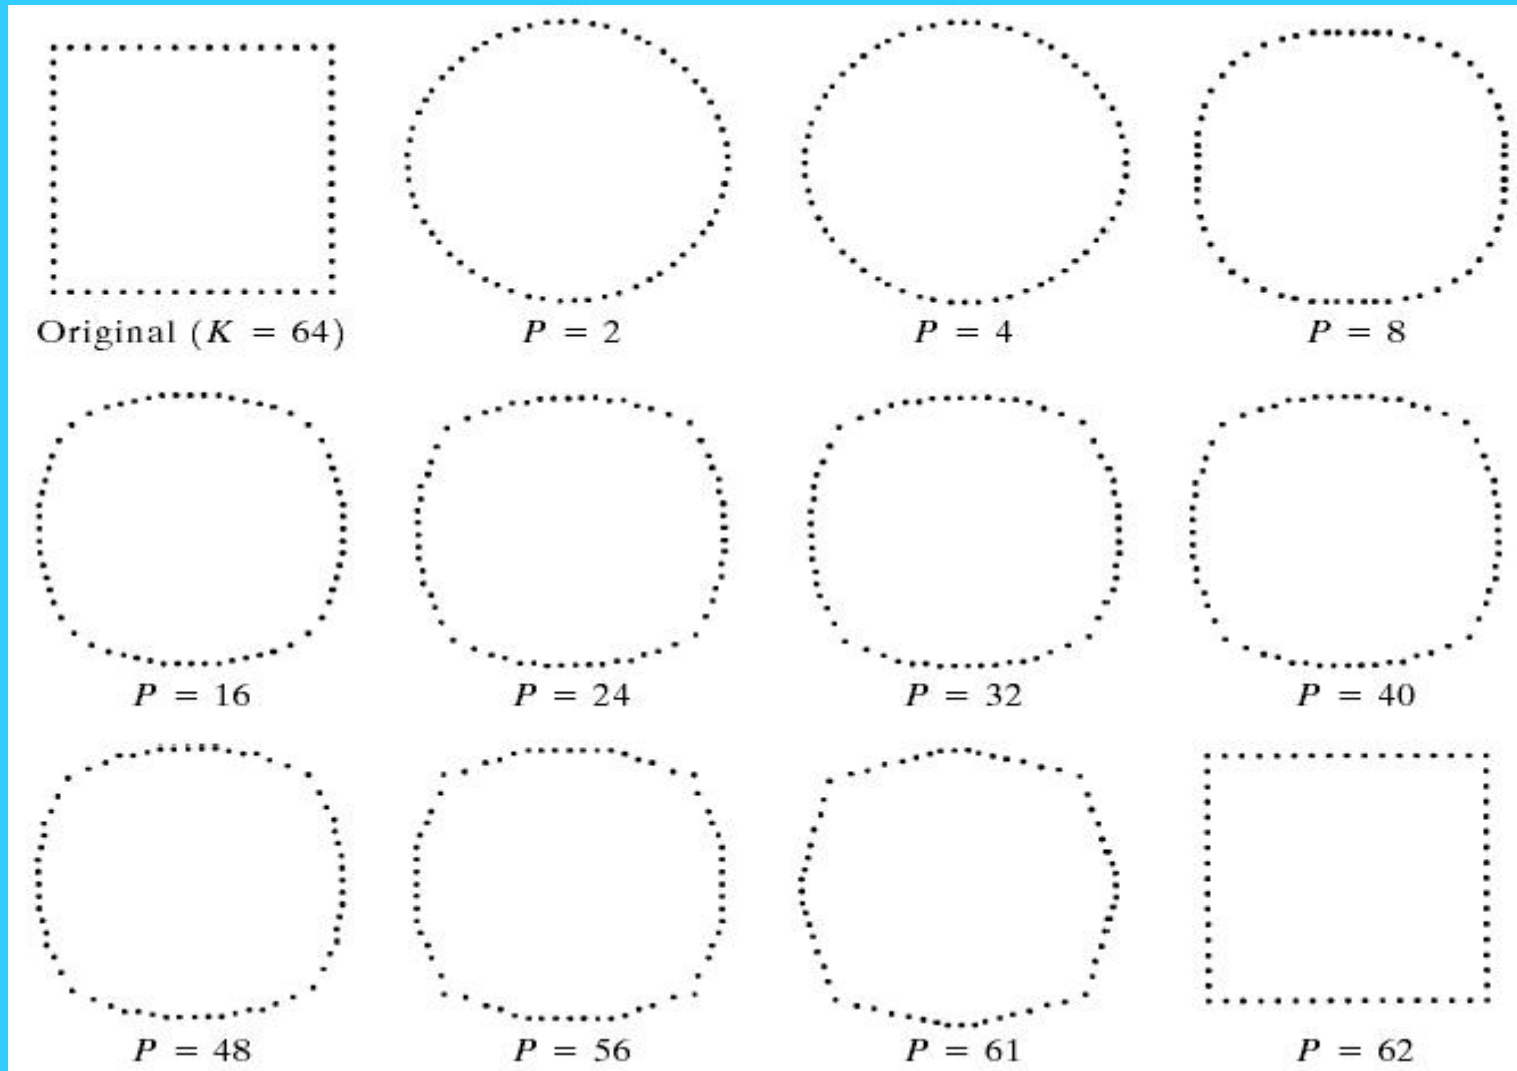 Original (K = 64)
P = 2
P = 4
P = 8
P = 16
P = 24
P = 32
P = 40
P = 48
P = 56
P = 61
P = 62